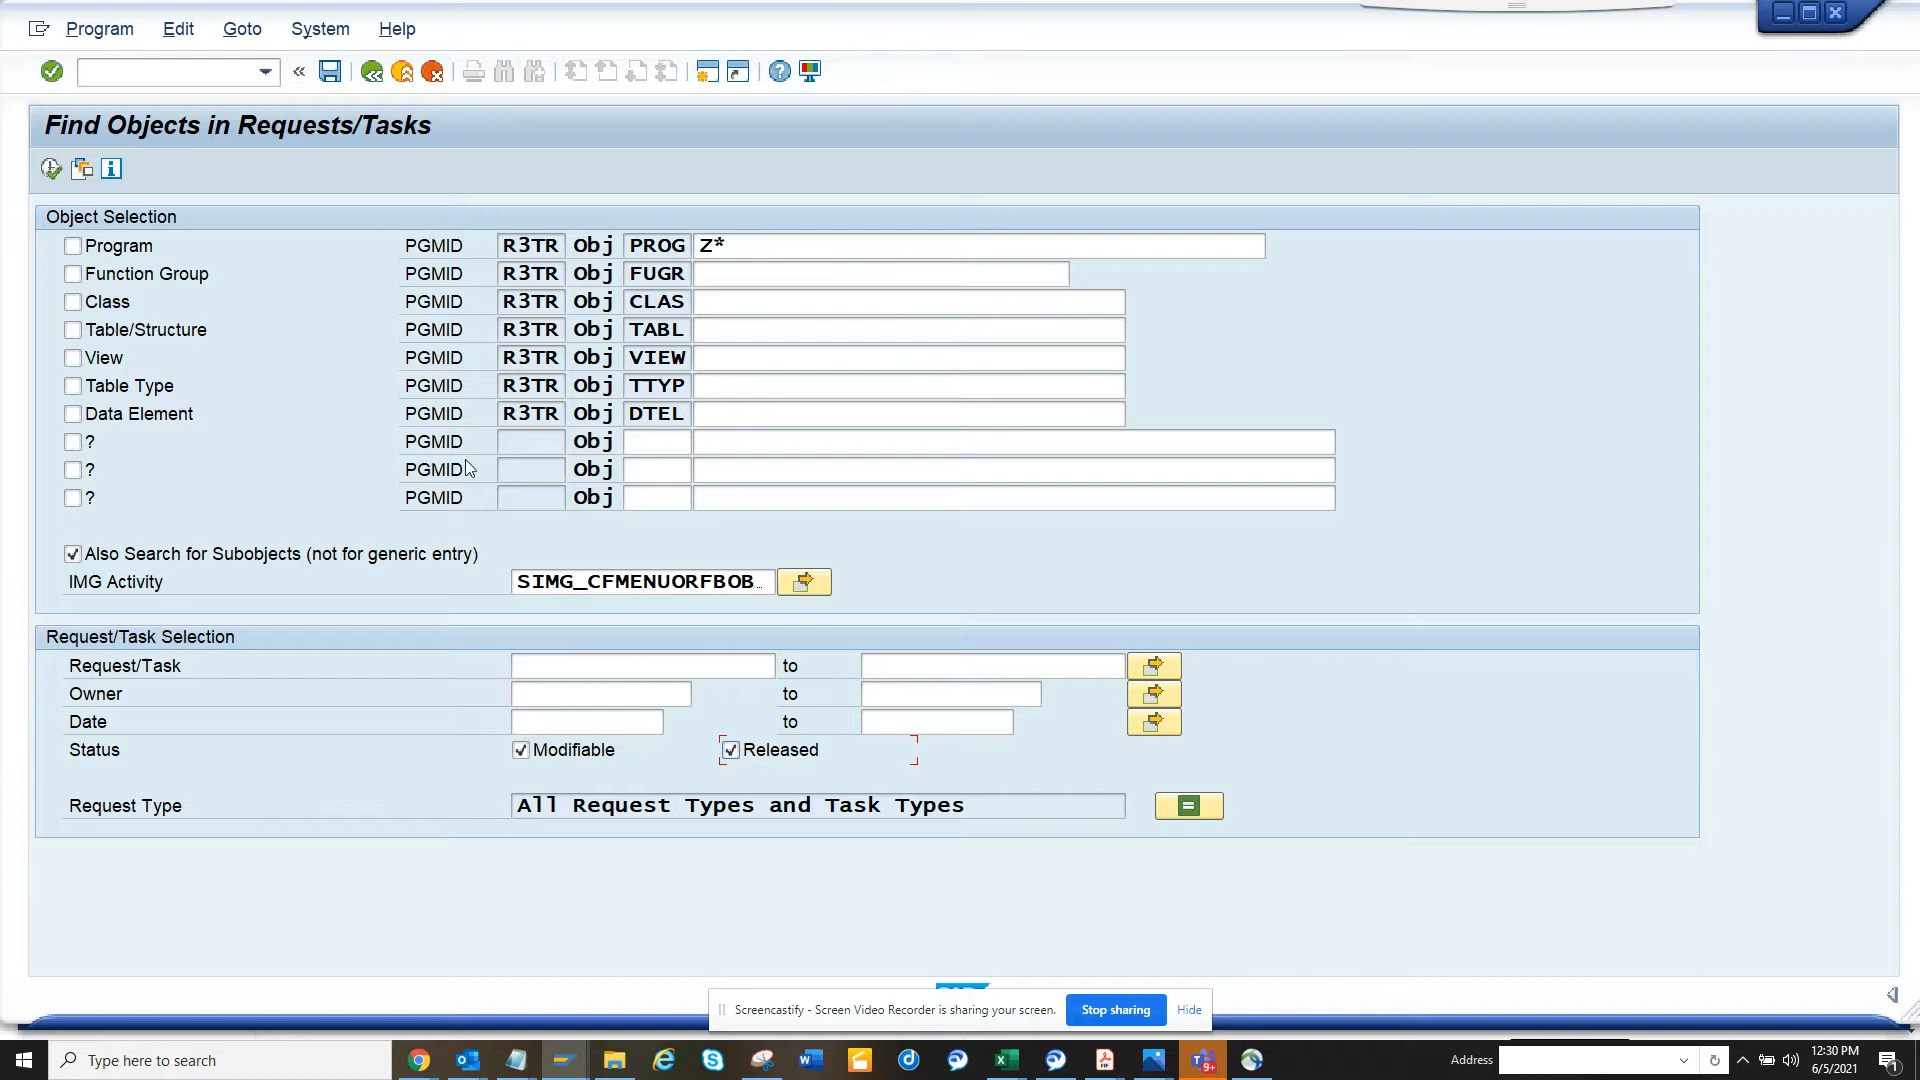 Program Edit Goto System Help
Find Objects in Requests/Tasks
Object Selection
Program PGMID R3TR Obj PROG Z*
Function Group PGMID R3TR Obj FUGR
Class PGMID R3TR Obj CLAS
Table/Structure PGMID R3TR Obj TABL
View PGMID R3TR Obj VIEW
Table Type PGMID R3TR Obj TTYP
Data Element PGMID R3TR Obj DTEL
? PGMID Obj
? PGMID Obj
? PGMID Obj
Also Search for Subobjects (not for generic entry)
IMG Activity SIMG_CFMENUORFBOB…
Request/Task Selection
Request/Task to
Owner to
Date to
Status Modifiable Released
Request Type All Request Types and Task Types
Screencastify - Screen Video Recorder is sharing your screen. Stop sharing Hide
Type here to search 9+ Address 12:30 PM 1
6/5/2021